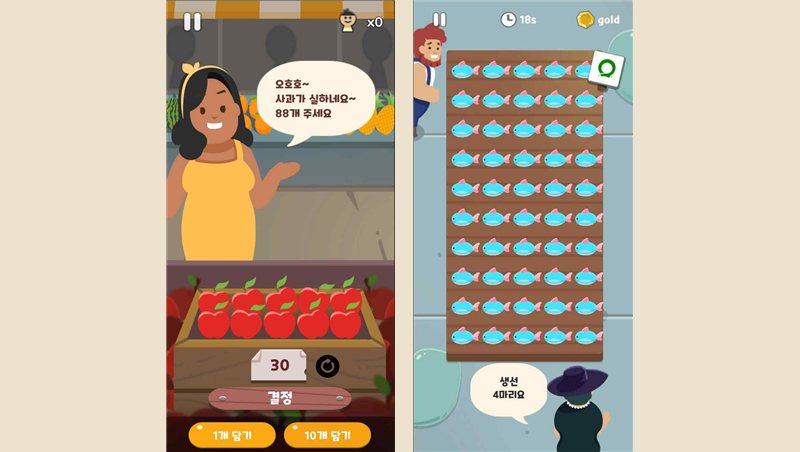 x0
오호호~
사과가 실하네요~
88개 주세요
30
결정
1개 담기
10개 담기
18s
gold
생선
4마리요